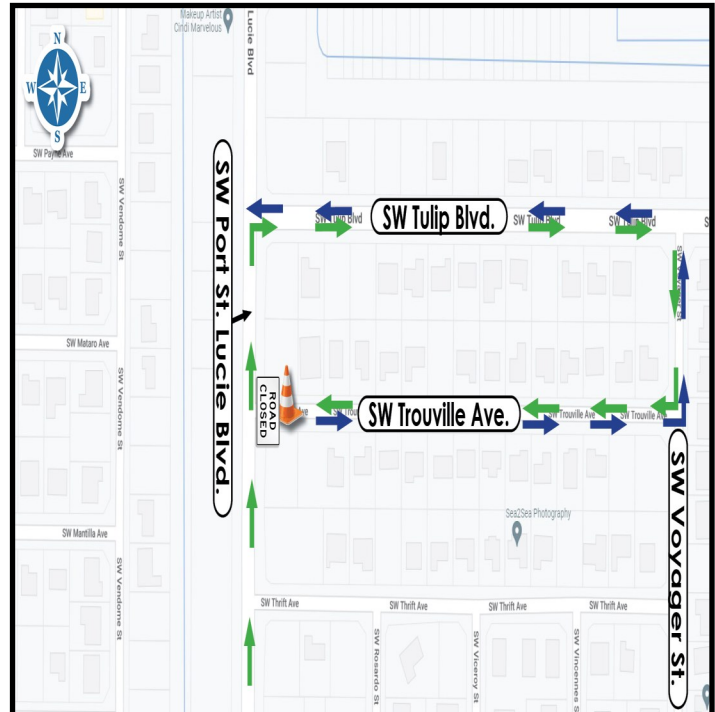 Makeup Artist
Cindi Marvelous
Lucie Blvd
N
W
E
S
SW Payne Ave
SW Vendome St
SW Port St. Lucie Blvd.
SW Tulip Blvd
SW Tulip Blvd.
SW Tulip Blvd
SW Tulip Blvd
S
SW Mataro Ave
SW Vendome St
ROAD
CLOSED
Ave
SW Trou
SW Trouville Ave.
SW Trouville Ave
SW Trouville Ave
SW Voyager St.
Sea2Sea Photography
SW Mantilla Ave
SW Vendome St
SW Thrift Ave
SW Thrift Ave
SW Thrift Ave
SW Thrift Ave
SW Rosardo St
SW Viceroy St
SW Vincennes S